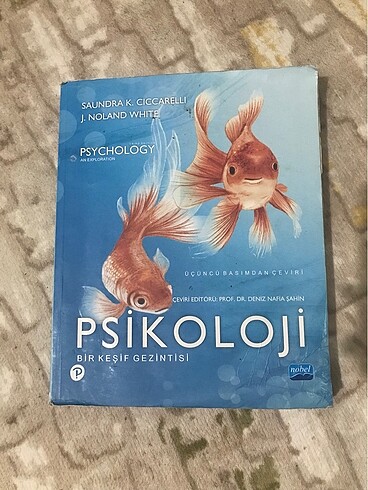 SAUNDRA K. CICCARELLI
J. NOLAND WHITE
PSYCHOLOGY
AN EXPLORATION
ÜÇÜNCÜ BASIMDAN ÇEVİRİ
ÇEVİRİ EDİTÖRÜ: PROF. DR. DENİZ NAFİA ŞAHİN
PSİKOLOJİ
BİR KEŞİF GEZİNTİSİ
P
nobel